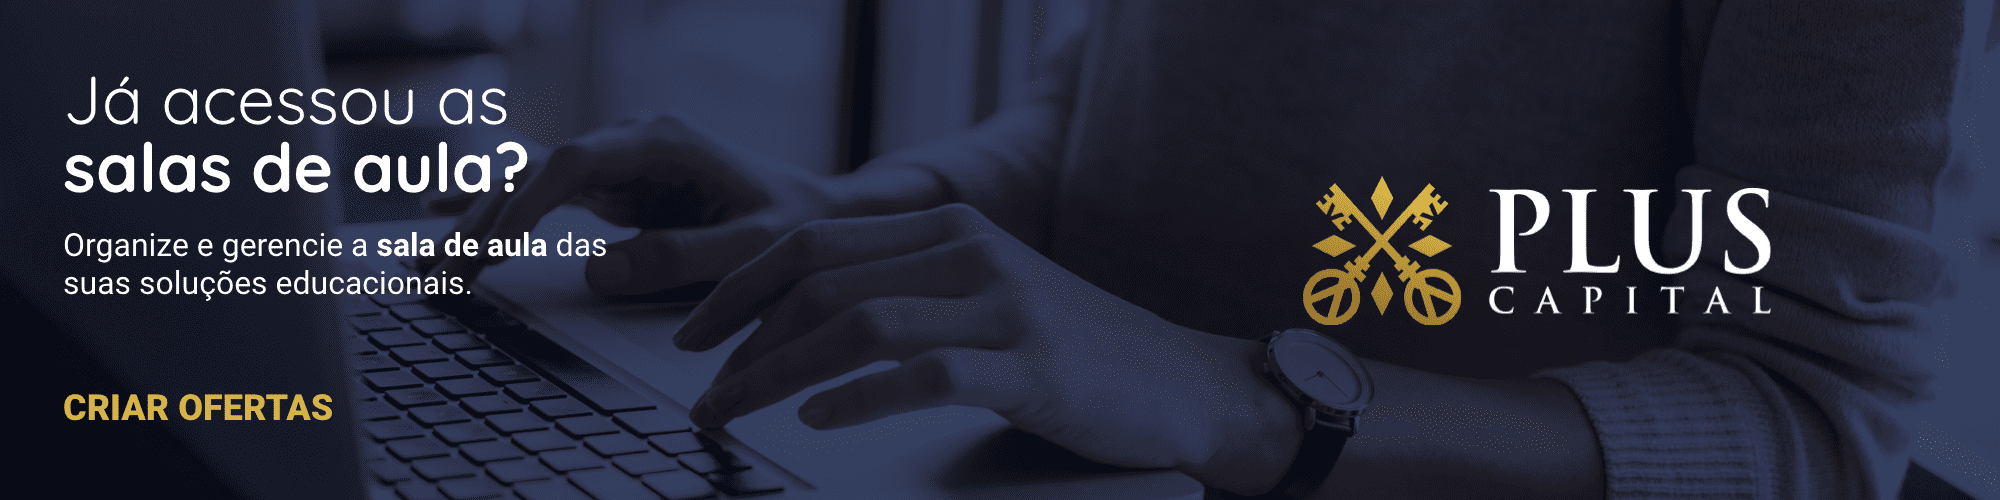 Já acessou as
salas de aula?
Organize e gerencie a sala de aula das
suas soluções educacionais.
CRIAR OFERTAS
PLUS
CAPITAL